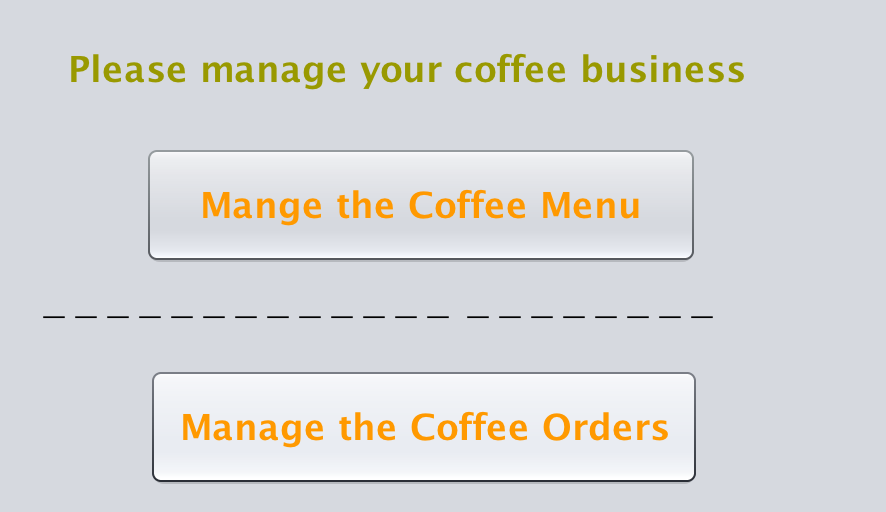 Please manage your coffee business
Mange the Coffee Menu
_ _ _ _ _ _ _ _ _ _ _ _ _ _ _ _ _ _ _ _ _
Manage the Coffee Orders